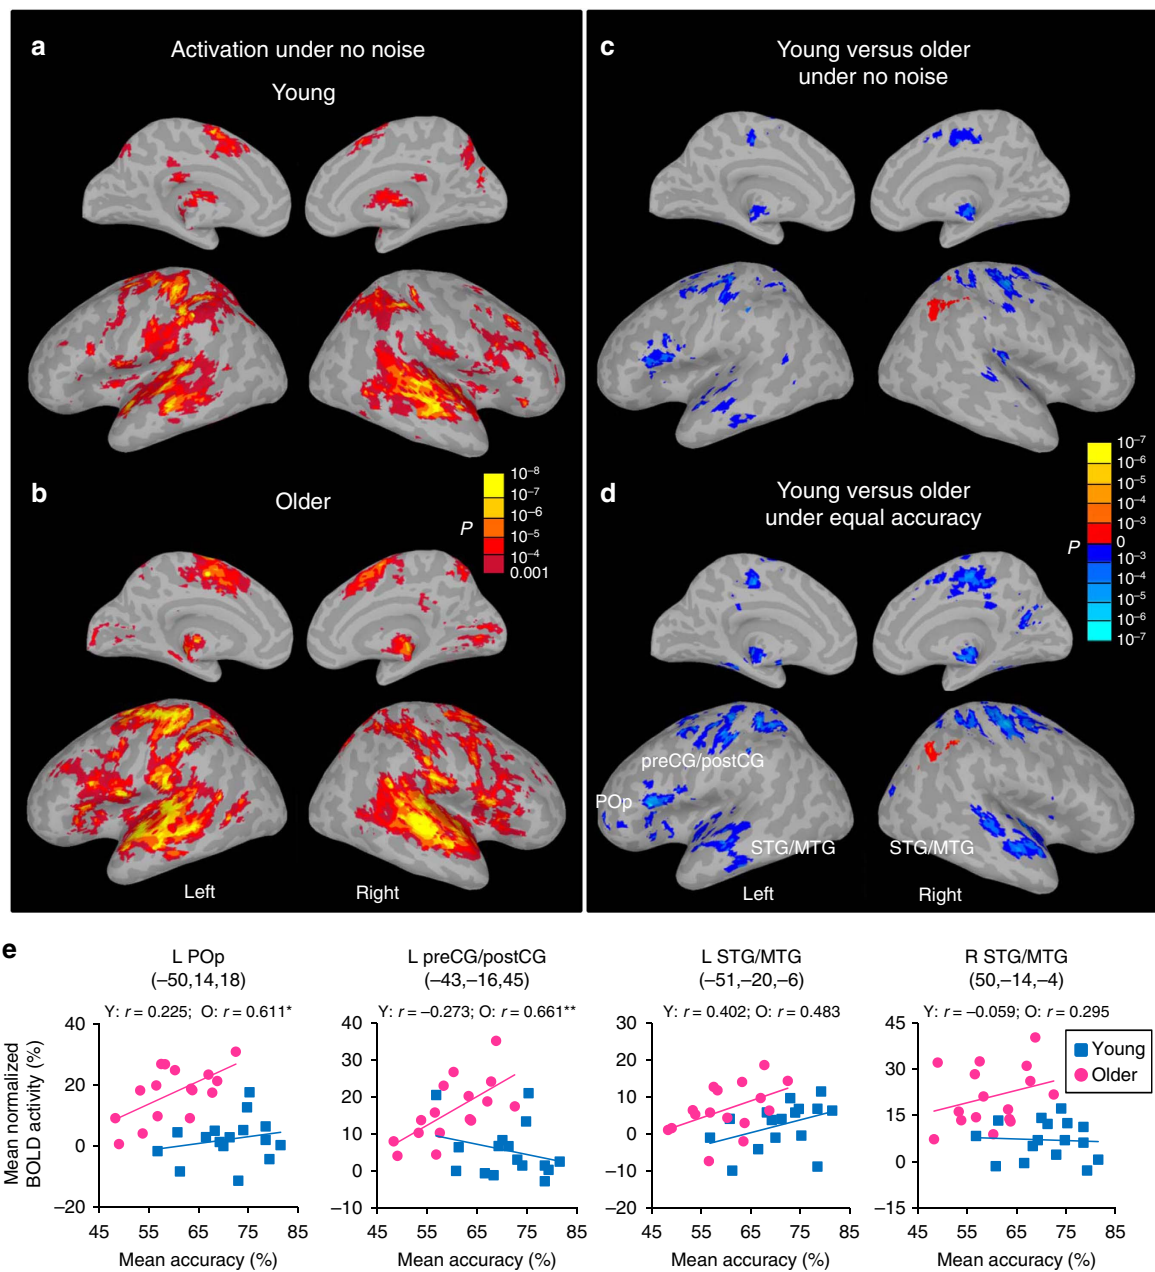 a
Activation under no noise
Young
c
Young versus older
under no noise
b
Older
P
10⁻⁸
10⁻⁷
10⁻⁶
10⁻⁵
10⁻⁴
0.001
Left
Right
d
Young versus older
under equal accuracy
P
10⁻⁷
10⁻⁶
10⁻⁵
10⁻⁴
10⁻³
0
10⁻³
10⁻⁴
10⁻⁵
10⁻⁶
10⁻⁷
preCG/postCG
POp
STG/MTG
STG/MTG
Left
Right
e
Mean normalized
BOLD activity (%)
L POp
(–50,14,18)
Y: r = 0.225; O: r = 0.611*
40
20
0
–20
45 55 65 75 85
Mean accuracy (%)
L preCG/postCG
(–43,–16,45)
Y: r = –0.273; O: r = 0.661**
40
30
20
10
0
–10
45 55 65 75 85
Mean accuracy (%)
L STG/MTG
(–51,–20,–6)
Y: r = 0.402; O: r = 0.483
30
20
10
0
–10
–20
45 55 65 75 85
Mean accuracy (%)
R STG/MTG
(50,–14,–4)
Y: r = –0.059; O: r = 0.295
45
30
15
0
–15
45 55 65 75 85
Mean accuracy (%)
Young
Older